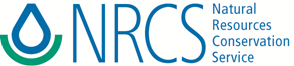 NRCS
Natural
Resources
Conservation
Service